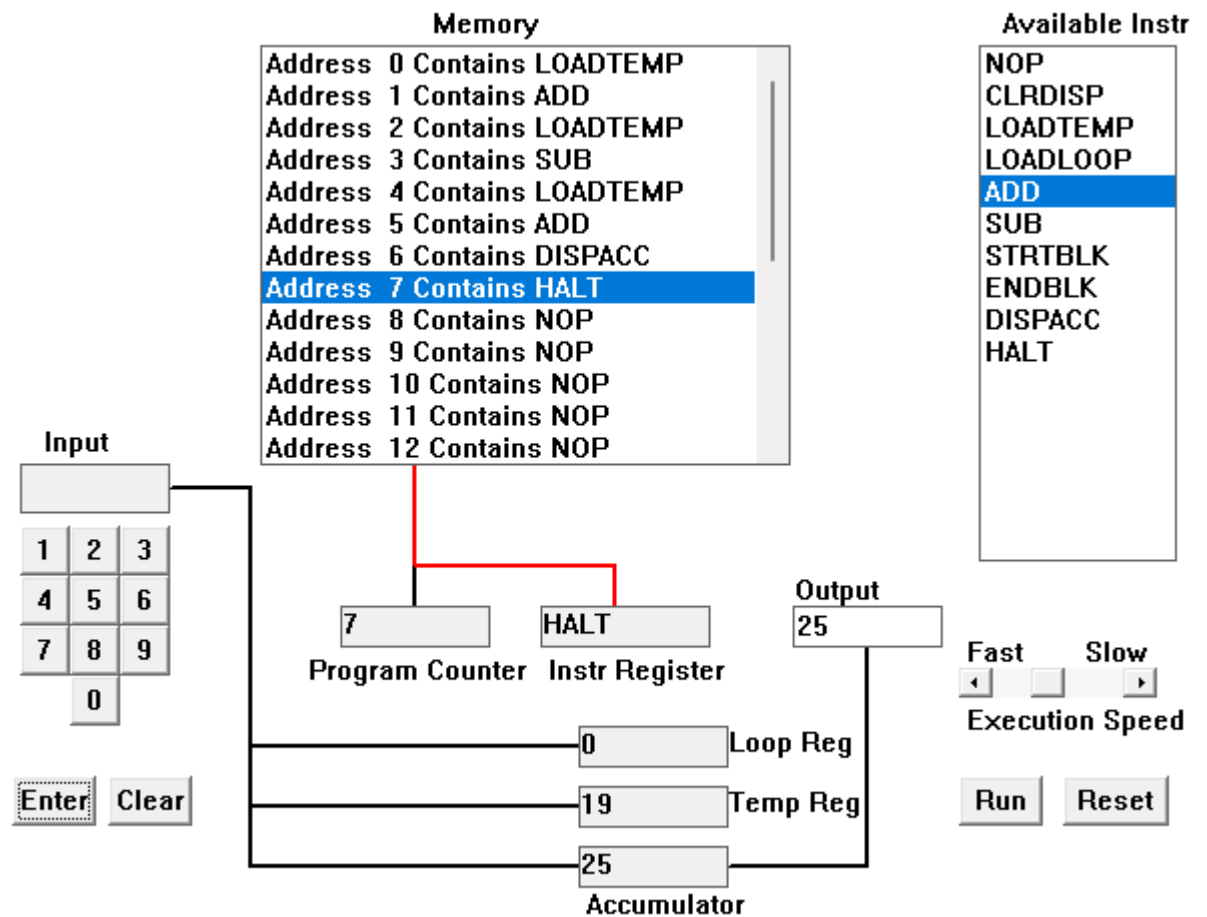 Memory
Address  0 Contains LOADTEMP
Address  1 Contains ADD
Address  2 Contains LOADTEMP
Address  3 Contains SUB
Address  4 Contains LOADTEMP
Address  5 Contains ADD
Address  6 Contains DISPACC
Address  7 Contains HALT
Address  8 Contains NOP
Address  9 Contains NOP
Address  10 Contains NOP
Address  11 Contains NOP
Address  12 Contains NOP
Available Instr
NOP
CLRDISP
LOADTEMP
LOADLOOP
ADD
SUB
STRTBLK
ENDBLK
DISPACC
HALT
Input
1 2 3
4 5 6
7 8 9
0
Enter Clear
7
Program Counter
HALT
Instr Register
Output
25
0 Loop Reg
19 Temp Reg
25
Accumulator
Fast Slow
Execution Speed
Run Reset